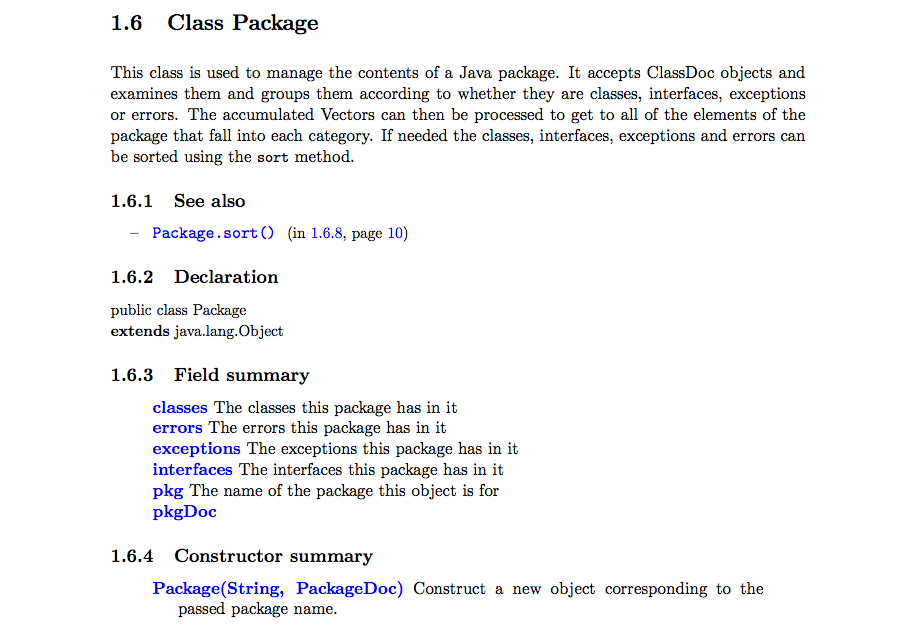 1.6 Class Package
This class is used to manage the contents of a Java package. It accepts ClassDoc objects and
examines them and groups them according to whether they are classes, interfaces, exceptions
or errors. The accumulated Vectors can then be processed to get to all of the elements of the
package that fall into each category. If needed the classes, interfaces, exceptions and errors can
be sorted using the sort method.
1.6.1 See also
– Package.sort() (in 1.6.8, page 10)
1.6.2 Declaration
public class Package
extends java.lang.Object
1.6.3 Field summary
classes The classes this package has in it
errors The errors this package has in it
exceptions The exceptions this package has in it
interfaces The interfaces this package has in it
pkg The name of the package this object is for
pkgDoc
1.6.4 Constructor summary
Package(String, PackageDoc) Construct a new object corresponding to the
passed package name.